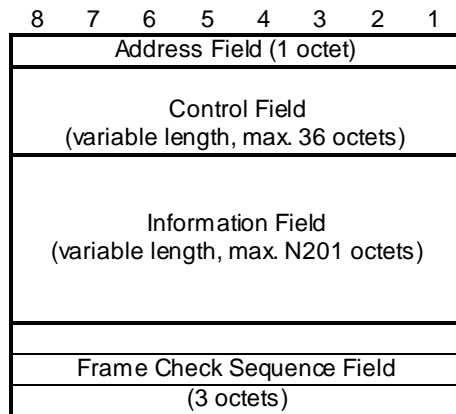 8 7 6 5 4 3 2 1
Address Field (1 octet)
Control Field
(variable length, max. 36 octets)
Information Field
(variable length, max. N201 octets)
Frame Check Sequence Field
(3 octets)